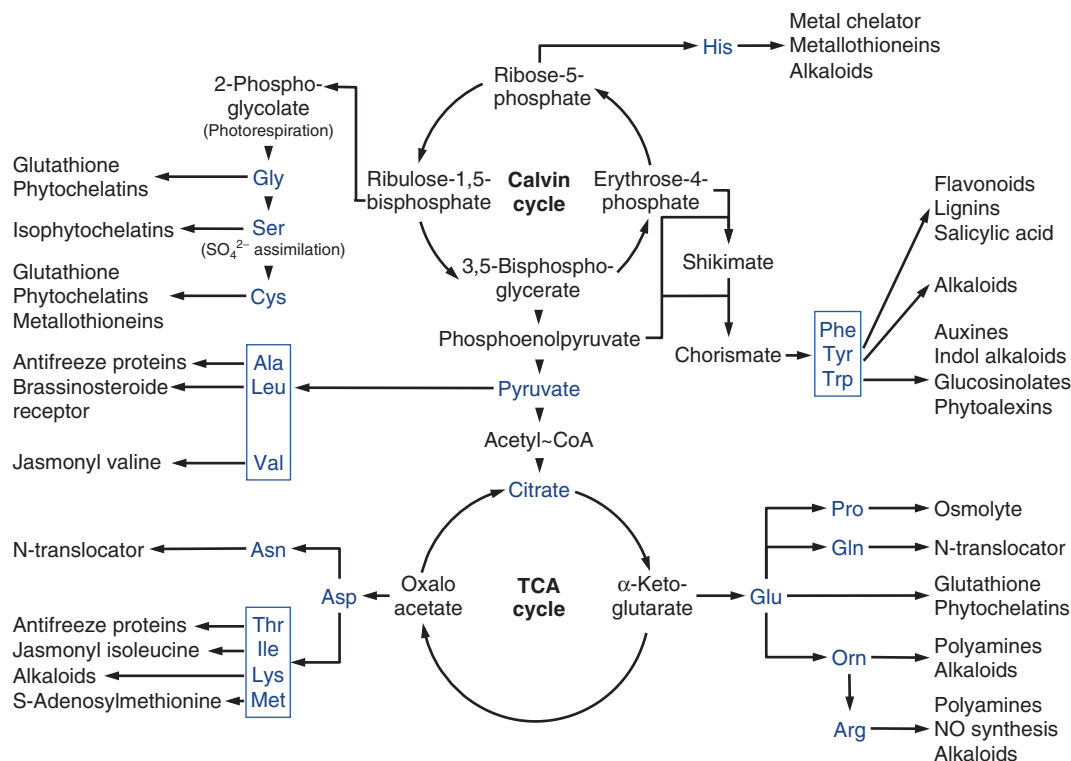 Metal chelator
His
Metallothioneins
Alkaloids
Ribose-5-
phosphate
2-Phospho-
glycolate
(Photorespiration)
Glutathione
Phytochelatins
Gly
Ribulose-1,5-
bisphosphate
Calvin
cycle
Erythrose-4-
phosphate
Isophytochelatins
Ser
(SO₄²⁻ assimilation)
Glutathione
Phytochelatins
Metallothioneins
Cys
3,5-Bisphospho-
glycerate
Shikimate
Flavonoids
Lignins
Salicylic acid
Alkaloids
Phosphoenolpyruvate
Chorismate
Phe
Tyr
Trp
Auxines
Indol alkaloids
Glucosinolates
Phytoalexins
Antifreeze proteins
Ala
Brassinosteroide
receptor
Leu
Pyruvate
Jasmonyl valine
Val
Acetyl~CoA
Citrate
N-translocator
Asn
Asp
Oxalo
acetate
TCA
cycle
α-Keto-
glutarate
Glu
Pro
Osmolyte
Gln
N-translocator
Glutathione
Phytochelatins
Antifreeze proteins
Thr
Jasmonyl isoleucine
Ile
Alkaloids
Lys
S-Adenosylmethionine
Met
Orn
Polyamines
Alkaloids
Arg
Polyamines
NO synthesis
Alkaloids